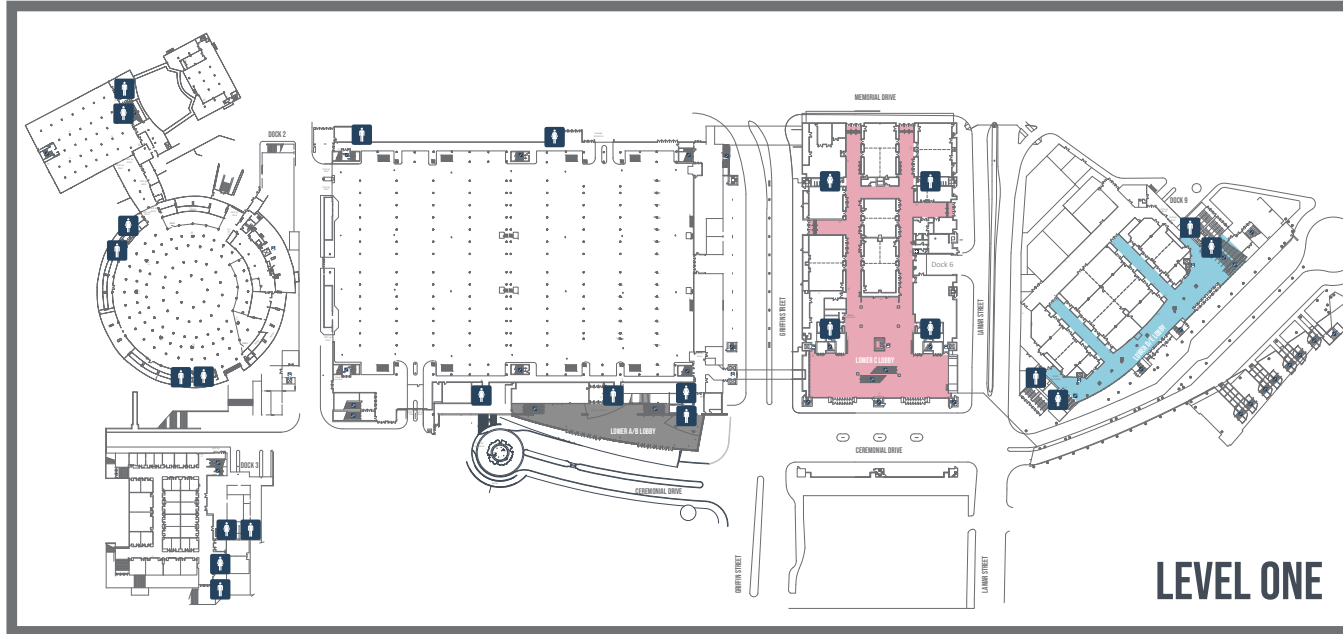 MEMORIAL DRIVE
DOCK 2
DOCK 9
Dock 6
GRIFFIN STREET
LAMAR STREET
LOWER C LOBBY
LOWER A/B LOBBY
CEREMONIAL DRIVE
DOCK 3
CEREMONIAL DRIVE
GRIFFIN STREET
LAMAR STREET
LEVEL ONE